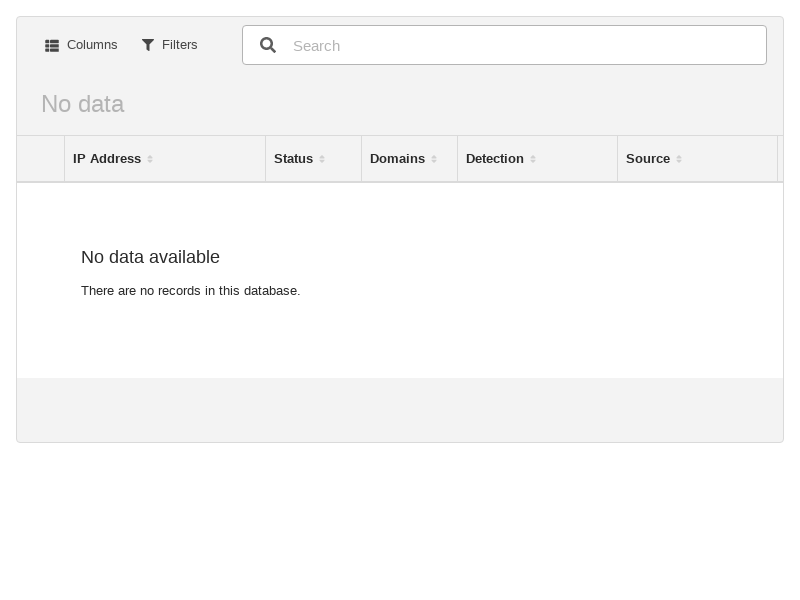 Columns Filters Search
No data
IP Address Status Domains Detection Source
No data available
There are no records in this database.